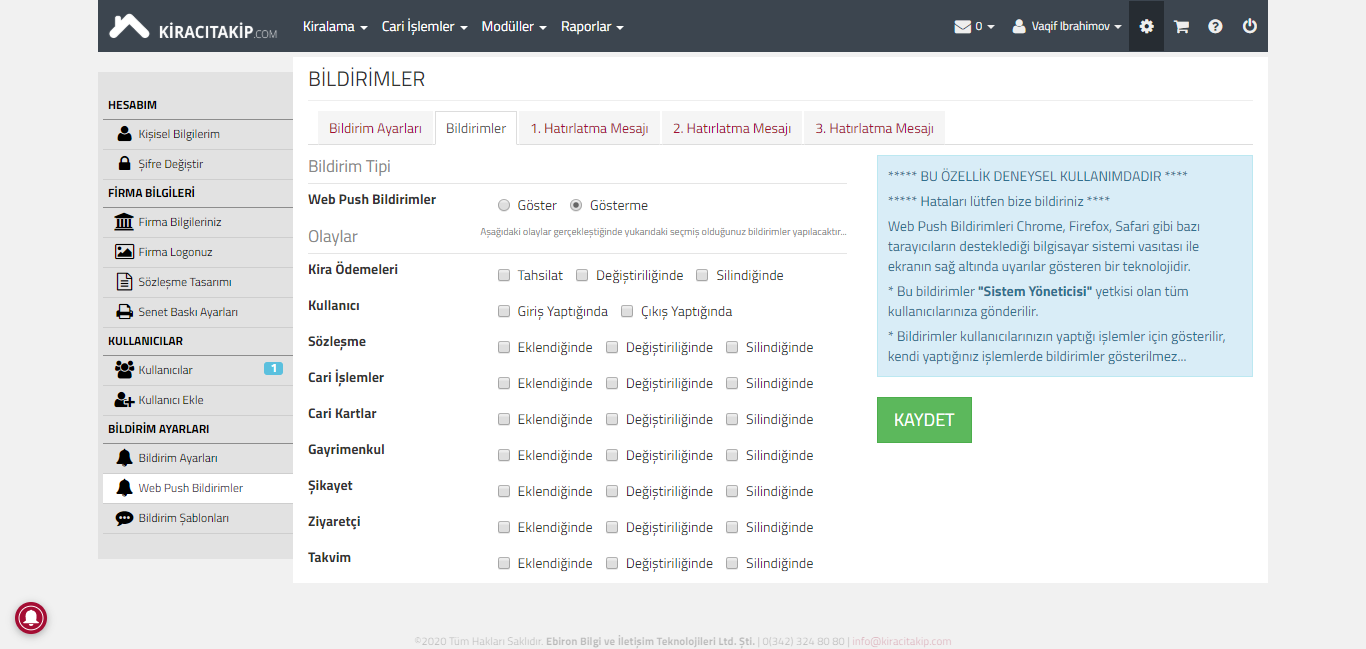 KİRACITAKİP.COM Kiralama Cari İşlemler Modüller Raporlar 0 Vaqif Ibrahimov
BİLDİRİMLER
HESABIM
Kişisel Bilgilerim
Şifre Değiştir
FİRMA BİLGİLERİ
Firma Bilgileriniz
Firma Logonuz
Sözleşme Tasarımı
Senet Baskı Ayarları
KULLANICILAR
Kullanıcılar 1
Kullanıcı Ekle
BİLDİRİM AYARLARI
Bildirim Ayarları
Web Push Bildirimler
Bildirim Şablonları
Bildirim Ayarları Bildirimler 1. Hatırlatma Mesajı 2. Hatırlatma Mesajı 3. Hatırlatma Mesajı
Bildirim Tipi
Web Push Bildirimler Göster Gösterme
Olaylar Aşağıdaki olaylar gerçekleştiğinde yukarıdaki seçmiş olduğunuz bildirimler yapılacaktır...
Kira Ödemeleri Tahsilat Değiştiriliğinde Silindiğinde
Kullanıcı Giriş Yaptığında Çıkış Yaptığında
Sözleşme Eklendiğinde Değiştiriliğinde Silindiğinde
Cari İşlemler Eklendiğinde Değiştiriliğinde Silindiğinde
Cari Kartlar Eklendiğinde Değiştiriliğinde Silindiğinde
Gayrimenkul Eklendiğinde Değiştiriliğinde Silindiğinde
Şikayet Eklendiğinde Değiştiriliğinde Silindiğinde
Ziyaretçi Eklendiğinde Değiştiriliğinde Silindiğinde
Takvim Eklendiğinde Değiştiriliğinde Silindiğinde
***** BU ÖZELLİK DENEYSEL KULLANIMDADIR ****
***** Hataları lütfen bize bildiriniz ****
Web Push Bildirimleri Chrome, Firefox, Safari gibi bazı
tarayıcıların desteklediği bilgisayar sistemi vasıtası ile
ekranın sağ altında uyarılar gösteren bir teknolojidir.
* Bu bildirimler "Sistem Yöneticisi" yetkisi olan tüm
kullanıcılarınıza gönderilir.
* Bildirimler kullanıcılarınızın yaptığı işlemler için gösterilir,
kendi yaptığınız işlemlerde bildirimler gösterilmez...
KAYDET
©2020 Tüm Hakları Saklıdır. Ebiron Bilgi ve İletişim Teknolojileri Ltd. Şti. | 0(342) 324 80 80 | info@kiracitakip.com